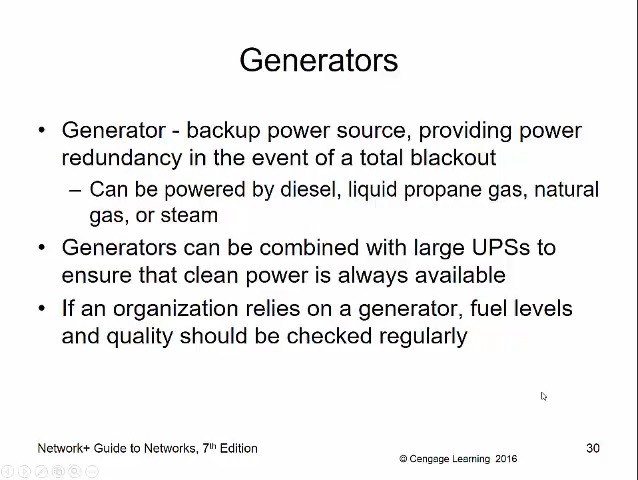 Generators
• Generator - backup power source, providing power
redundancy in the event of a total blackout
– Can be powered by diesel, liquid propane gas, natural
gas, or steam
• Generators can be combined with large UPSs to
ensure that clean power is always available
• If an organization relies on a generator, fuel levels
and quality should be checked regularly
Network+ Guide to Networks, 7th Edition
© Cengage Learning 2016
30